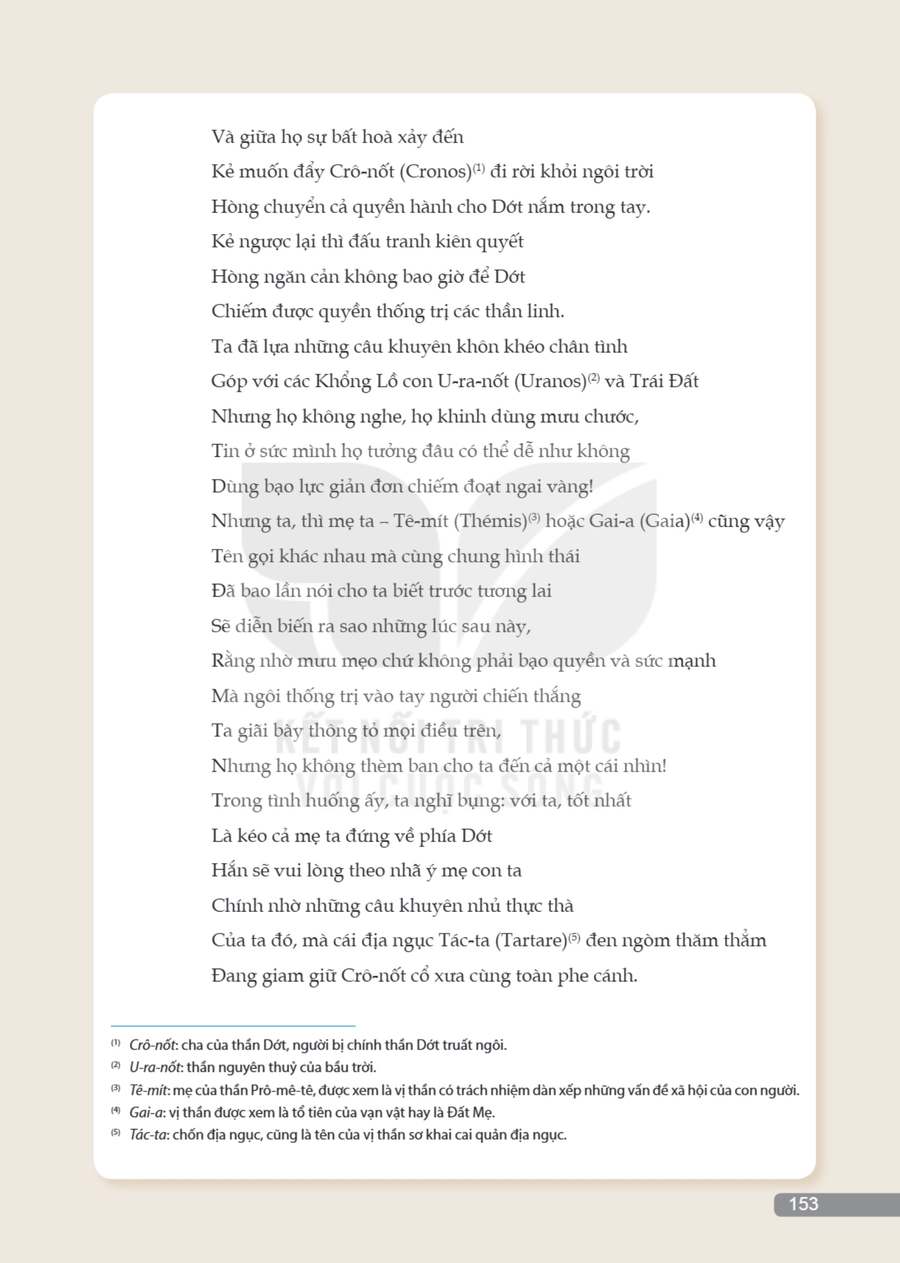 Và giữa họ sự bất hoà xảy đến
Kẻ muốn đẩy Crô-nốt (Cronos)(1) đi rời khỏi ngôi trời
Hòng chuyển cả quyền hành cho Dớt nắm trong tay.
Kẻ ngược lại thì đấu tranh kiên quyết
Hòng ngăn cản không bao giờ để Dớt
Chiếm được quyền thống trị các thần linh.
Ta đã lựa những câu khuyên khôn khéo chân tình
Góp với các Khổng Lồ con U-ra-nốt (Uranos)(2) và Trái Đất
Nhưng họ không nghe, họ khinh dùng mưu chước,
Tin ở sức mình họ tưởng đâu có thể dễ như không
Dùng bạo lực giản đơn chiếm đoạt ngai vàng!
Nhưng ta, thì mẹ ta – Tê-mít (Thémis)(3) hoặc Gai-a (Gaia)(4) cũng vậy
Tên gọi khác nhau mà cùng chung hình thái
Đã bao lần nói cho ta biết trước tương lai
Sẽ diễn biến ra sao những lúc sau này,
Rằng nhờ mưu mẹo chứ không phải bạo quyền và sức mạnh
Mà ngôi thống trị vào tay người chiến thắng
Ta giãi bày thông tỏ mọi điều trên,
KẾT NỐI TRI THỨC
Nhưng họ không thèm ban cho ta đến cả một cái nhìn!
VỚI CUỘC SỐNG
Trong tình huống ấy, ta nghĩ bụng: với ta, tốt nhất
Là kéo cả mẹ ta đứng về phía Dớt
Hắn sẽ vui lòng theo nhã ý mẹ con ta
Chính nhờ những câu khuyên nhủ thực thà
Của ta đó, mà cái địa ngục Tác-ta (Tartare)(5) đen ngòm thăm thẳm
Đang giam giữ Crô-nốt cổ xưa cùng toàn phe cánh.
(1) Crô-nốt: cha của thần Dớt, người bị chính thần Dớt truất ngôi.
(2) U-ra-nốt: thần nguyên thuỷ của bầu trời.
(3) Tê-mít: mẹ của thần Prô-mê-tê, được xem là vị thần có trách nhiệm dàn xếp những vấn đề xã hội của con người.
(4) Gai-a: vị thần được xem là tổ tiên của vạn vật hay là Đất Mẹ.
(5) Tác-ta: chốn địa ngục, cũng là tên của vị thần sơ khai cai quản địa ngục.
153